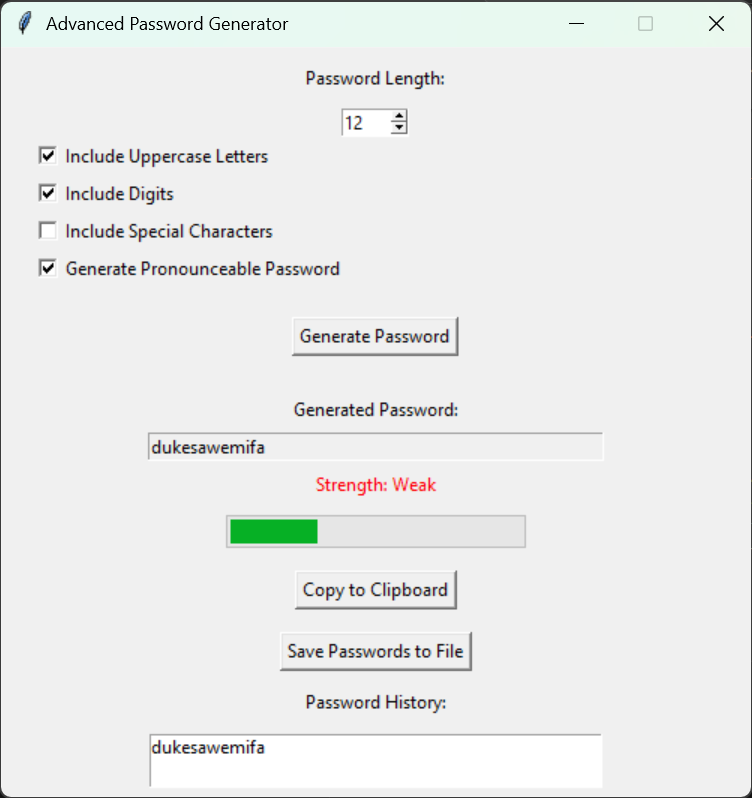 Advanced Password Generator
Password Length:
12
Include Uppercase Letters
Include Digits
Include Special Characters
Generate Pronounceable Password
Generate Password
Generated Password:
dukesawemifa
Strength: Weak
Copy to Clipboard
Save Passwords to File
Password History:
dukesawemifa